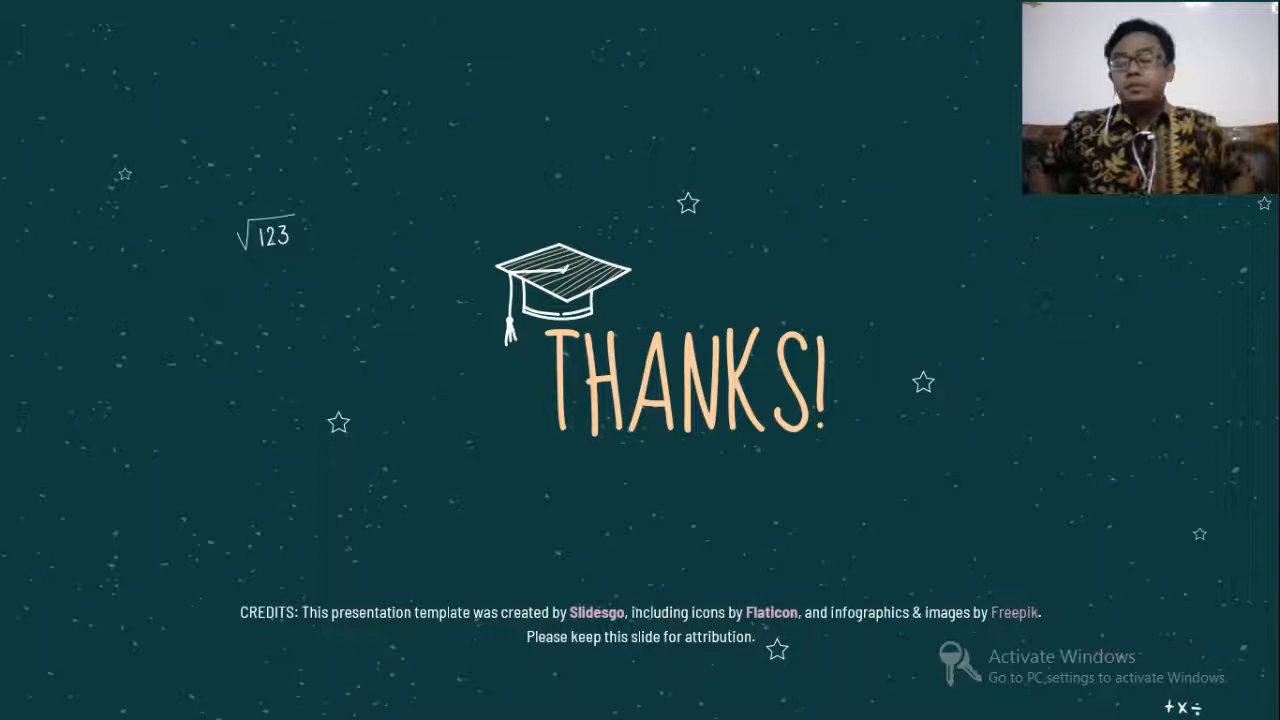 √123
THANKS!
CREDITS: This presentation template was created by Slidesgo, including icons by Flaticon, and infographics & images by Freepik.
Please keep this slide for attribution.
Activate Windows
Go to PC settings to activate Windows.
+ x ÷